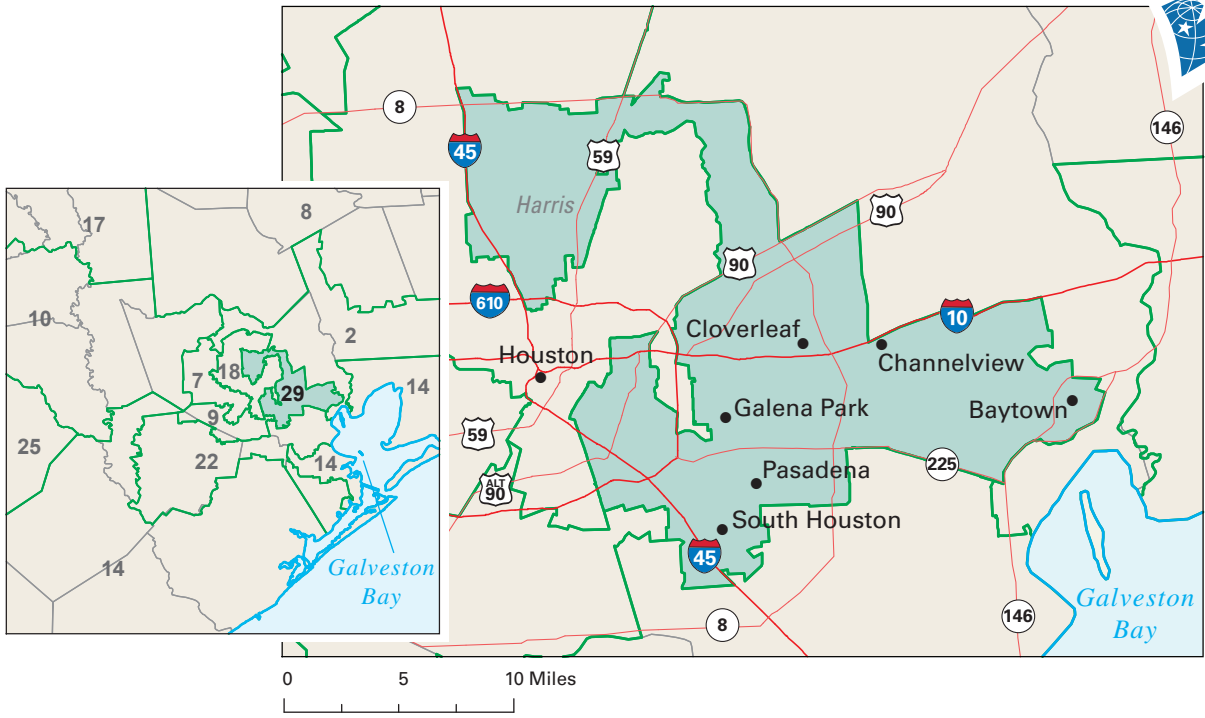 8
146
45
59
Harris
90
8
17
90
610
10
10
2
Cloverleaf
Houston
Channelview
7
18
14
29
Galena Park
Baytown
9
59
25
22
14
225
ALT
90
Pasadena
South Houston
45
14
Galveston
Bay
Galveston
Bay
146
8
0 5 10 Miles